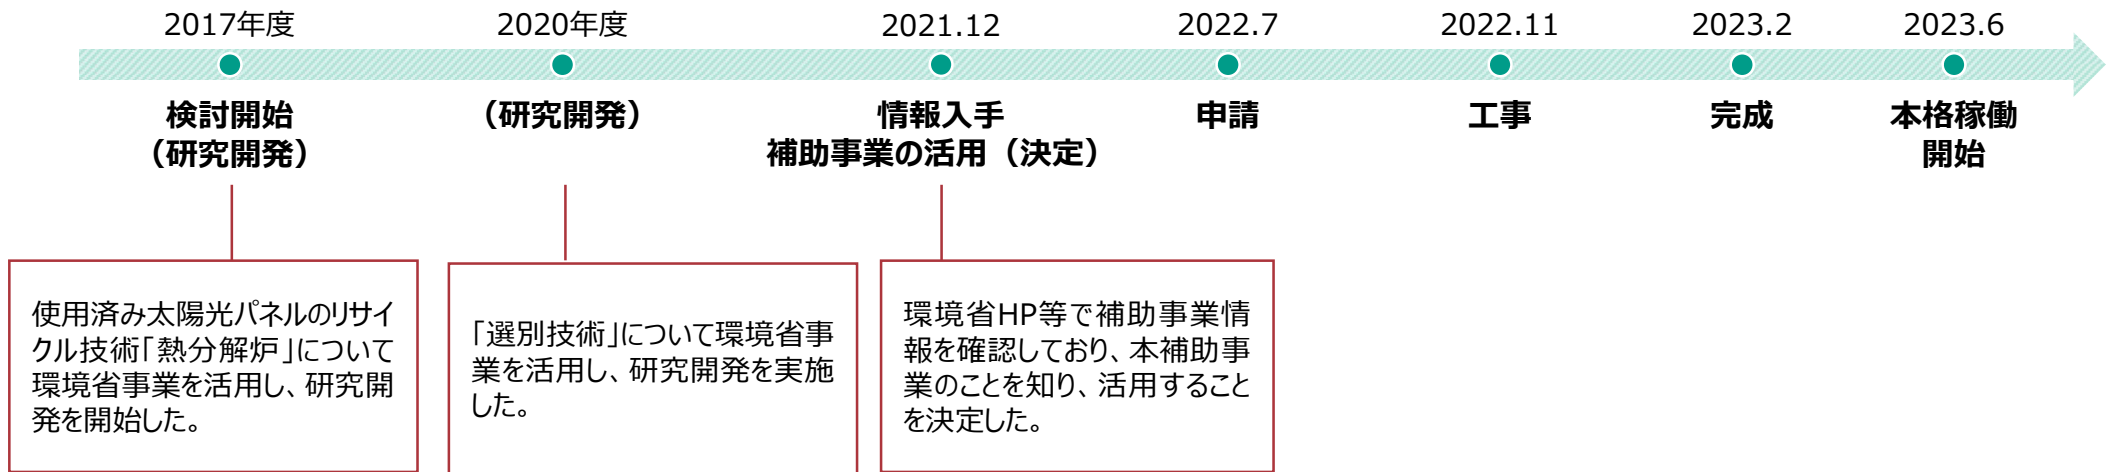 2017年度
2020年度
2021.12
2022.7
2022.11
2023.2
2023.6
検討開始
（研究開発）
（研究開発）
情報入手
補助事業の活用（決定）
申請
工事
完成
本格稼働
開始
使用済み太陽光パネルのリサイ
クル技術「熱分解炉」について
環境省事業を活用し、研究開
発を開始した。
「選別技術」について環境省事
業を活用し、研究開発を実施
した。
環境省HP等で補助事業情
報を確認しており、本補助事
業のことを知り、活用すること
を決定した。